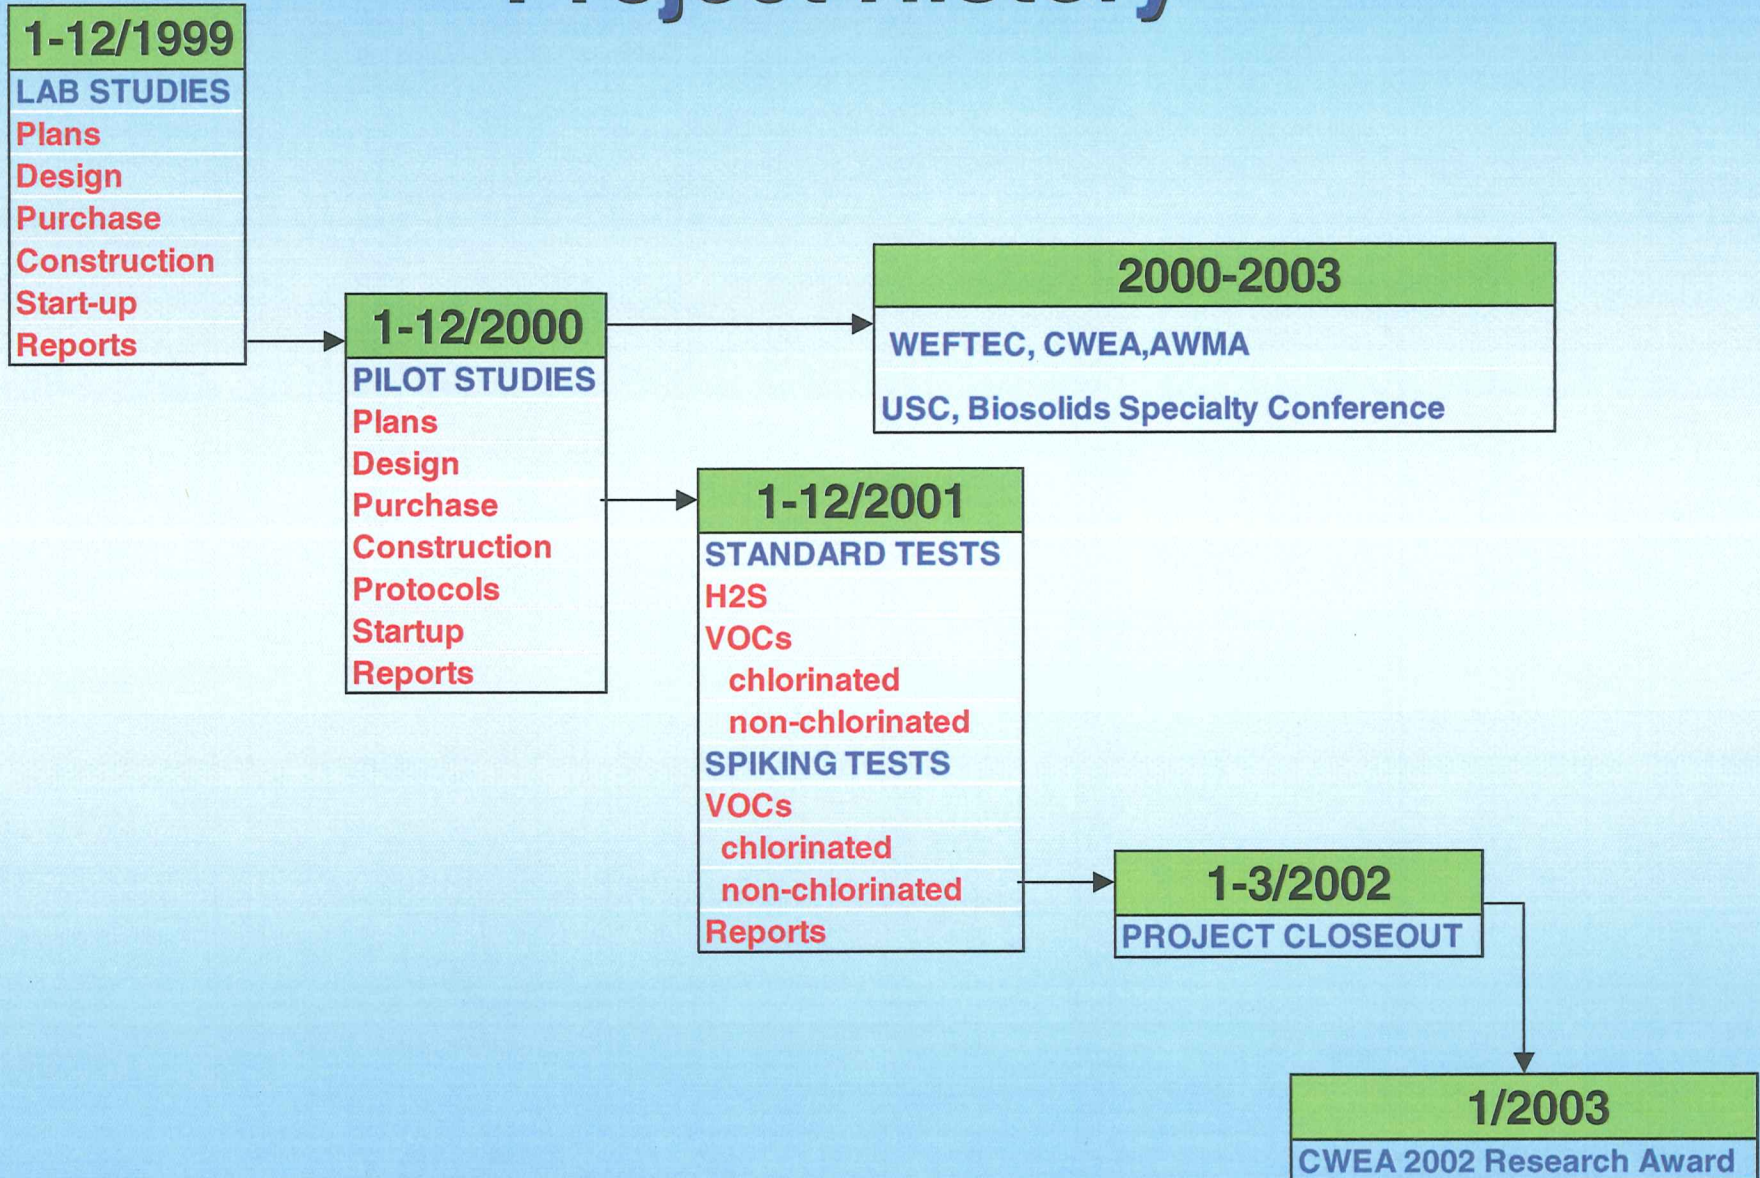 Project History
1-12/1999
LAB STUDIES
Plans
Design
Purchase
Construction
Start-up
Reports
1-12/2000
PILOT STUDIES
Plans
Design
Purchase
Construction
Protocols
Startup
Reports
2000-2003
WEFTEC, CWEA,AWMA
USC, Biosolids Specialty Conference
1-12/2001
STANDARD TESTS
H2S
VOCs
chlorinated
non-chlorinated
SPIKING TESTS
VOCs
chlorinated
non-chlorinated
Reports
1-3/2002
PROJECT CLOSEOUT
1/2003
CWEA 2002 Research Award